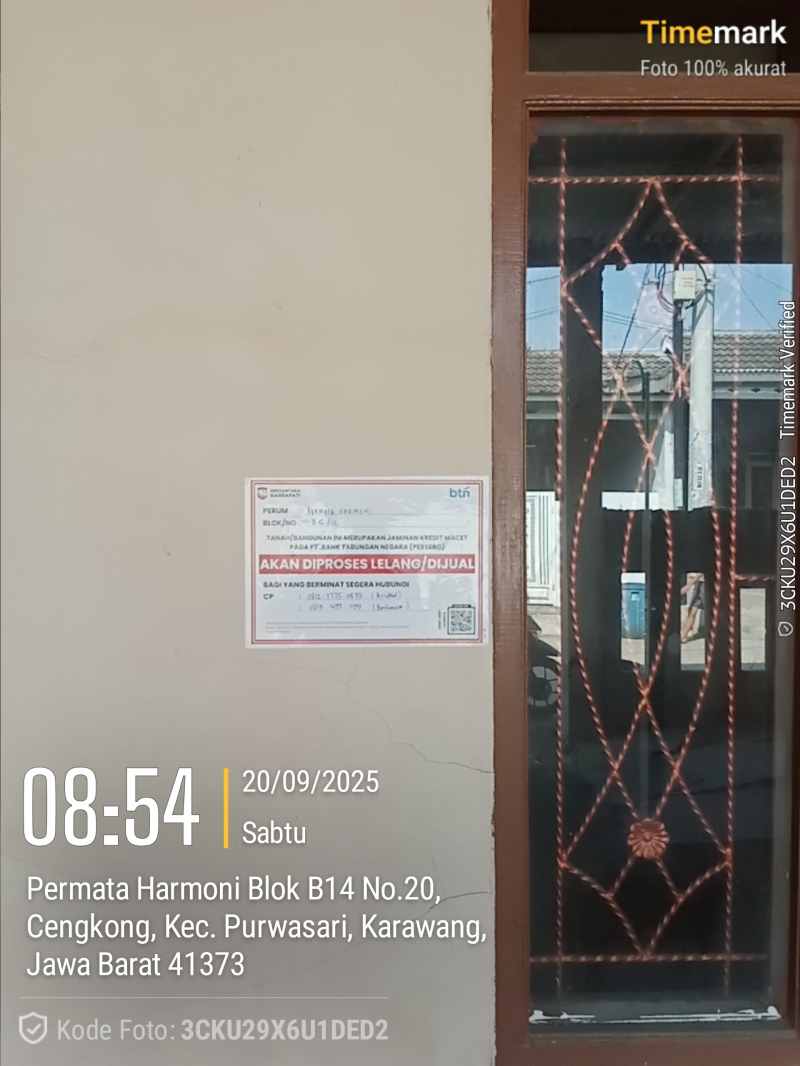 Timemark
Foto 100% akurat
btn
PERUM : PERMATA HARMONI
BLOK/NO. :
TANAH/BANGUNAN INI MERUPAKAN JAMINAN KREDIT MACET
PADA PT. BANK TABUNGAN NEGARA (PERSERO)
AKAN DIPROSES LELANG/DIJUAL
BAGI YANG BERMINAT SEGERA HUBUNGI
CP :
3CKU29X6U1DED2 Timemark Verified
08:54
20/09/2025
Sabtu
Permata Harmoni Blok B14 No.20,
Cengkong, Kec. Purwasari, Karawang,
Jawa Barat 41373
Kode Foto: 3CKU29X6U1DED2